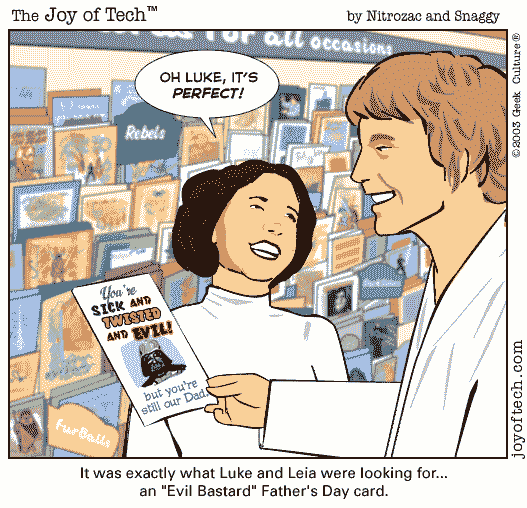 The Joy of Tech™ by Nitrozac and Snaggy
for all occasions
OH LUKE, IT'S
PERFECT!
Rebels
You're
SICK AND
TWISTED
AND EVIL!
but you're
still our Dad.
FurBalls
©2003 Geek Culture®
joyoftech.com
It was exactly what Luke and Leia were looking for...
an "Evil Bastard" Father's Day card.